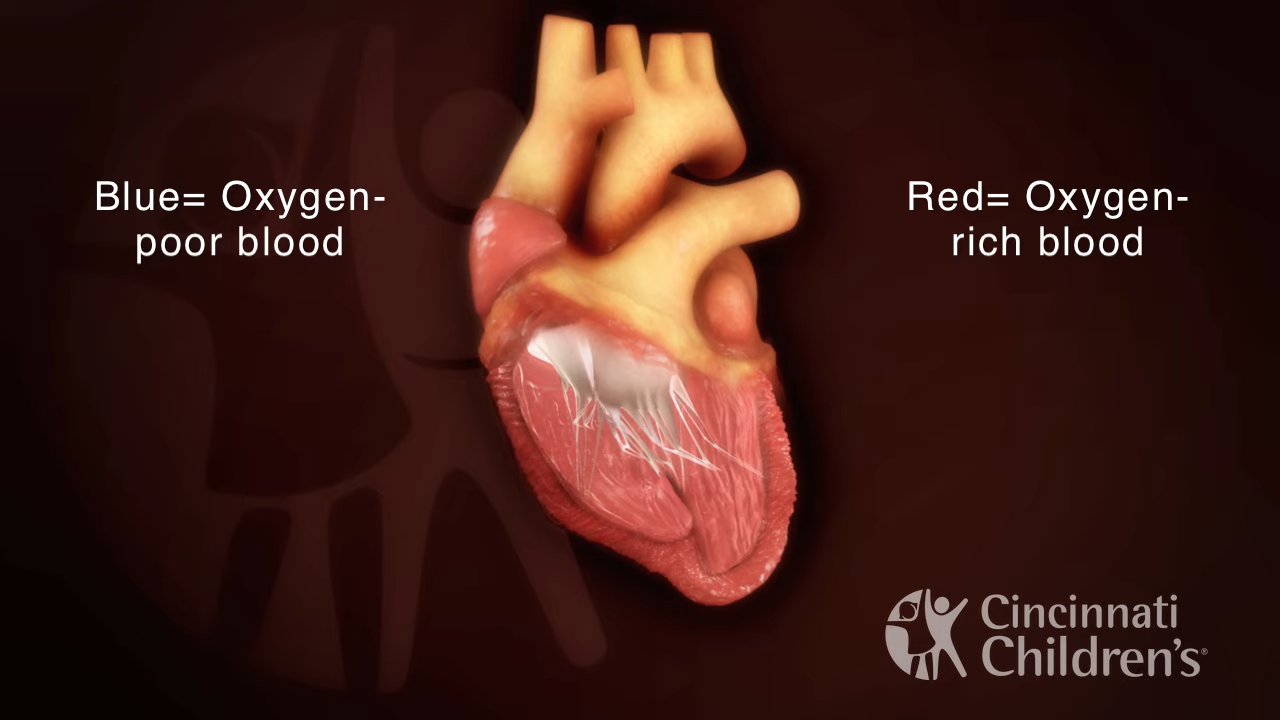 Blue= Oxygen-
poor blood
Red= Oxygen-
rich blood
Cincinnati
Children's®